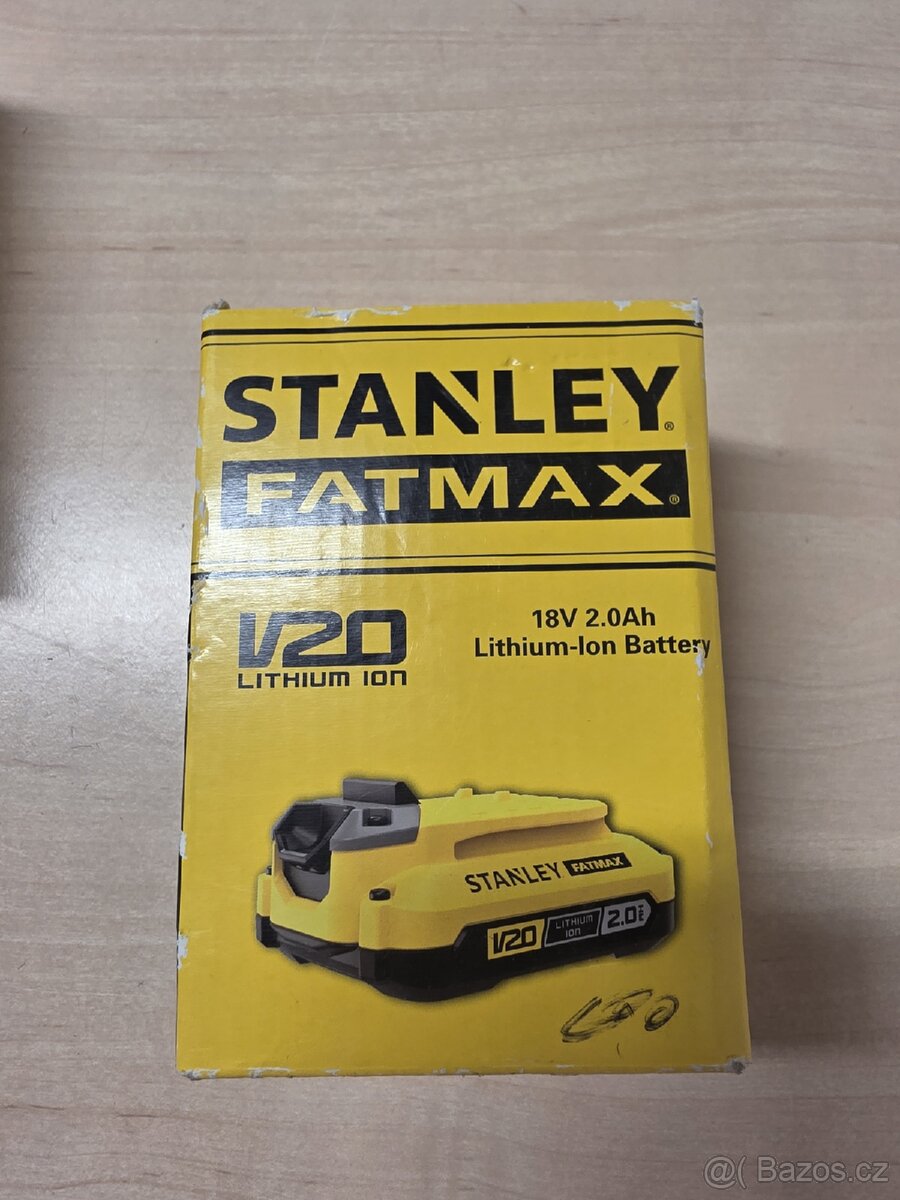 STANLEY®
FATMAX®
V20
LITHIUM ION
18V 2.0Ah
Lithium-Ion Battery
STANLEY FATMAX
V20 LITHIUM ION 2.0Ah
@( Bazos.cz